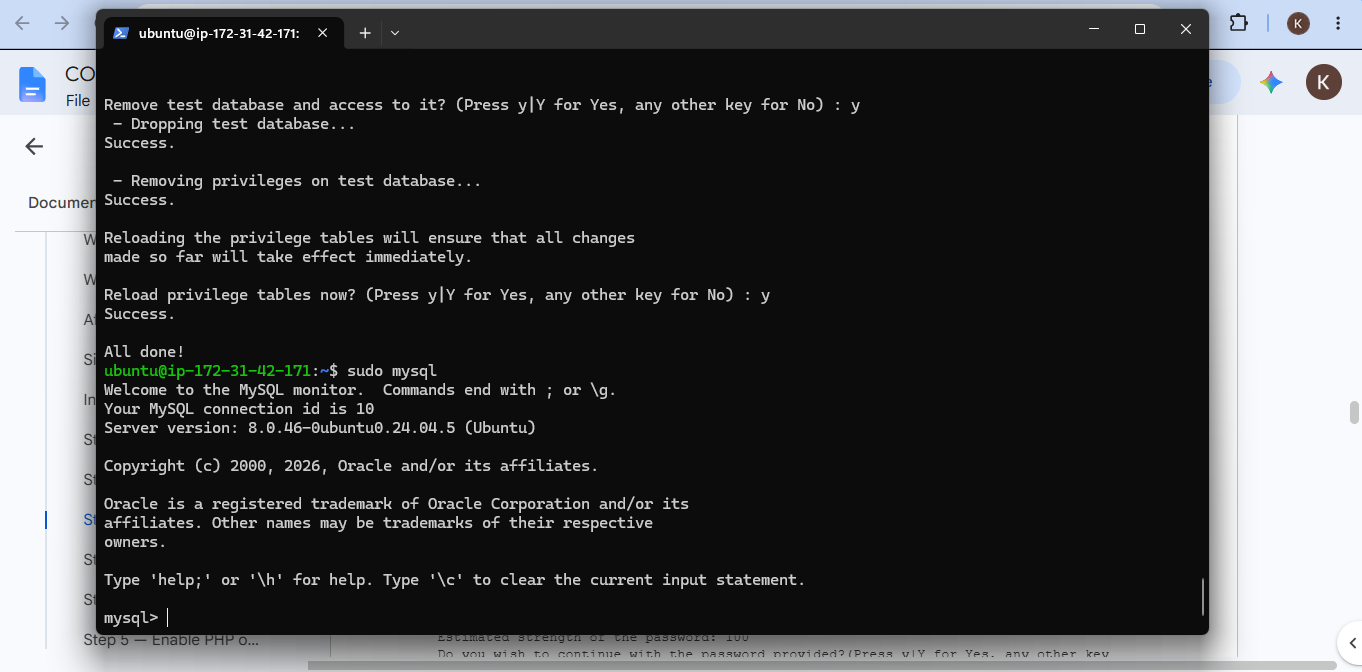 ubuntu@ip-172-31-42-171:
K
CO
File
K
Remove test database and access to it? (Press y|Y for Yes, any other key for No) : y
 - Dropping test database...
Success.
 - Removing privileges on test database...
Success.
Reloading the privilege tables will ensure that all changes
made so far will take effect immediately.
Reload privilege tables now? (Press y|Y for Yes, any other key for No) : y
Success.
All done!
ubuntu@ip-172-31-42-171:~$ sudo mysql
Welcome to the MySQL monitor.  Commands end with ; or \g.
Your MySQL connection id is 10
Server version: 8.0.46-0ubuntu0.24.04.5 (Ubuntu)
Copyright (c) 2000, 2026, Oracle and/or its affiliates.
Oracle is a registered trademark of Oracle Corporation and/or its
affiliates. Other names may be trademarks of their respective
owners.
Type 'help;' or '\h' for help. Type '\c' to clear the current input statement.
mysql>
Step 5 — Enable PHP o...
Estimated strength of the password: 100
Do you wish to continue with the password provided?(Press y|Y for Yes, any other key